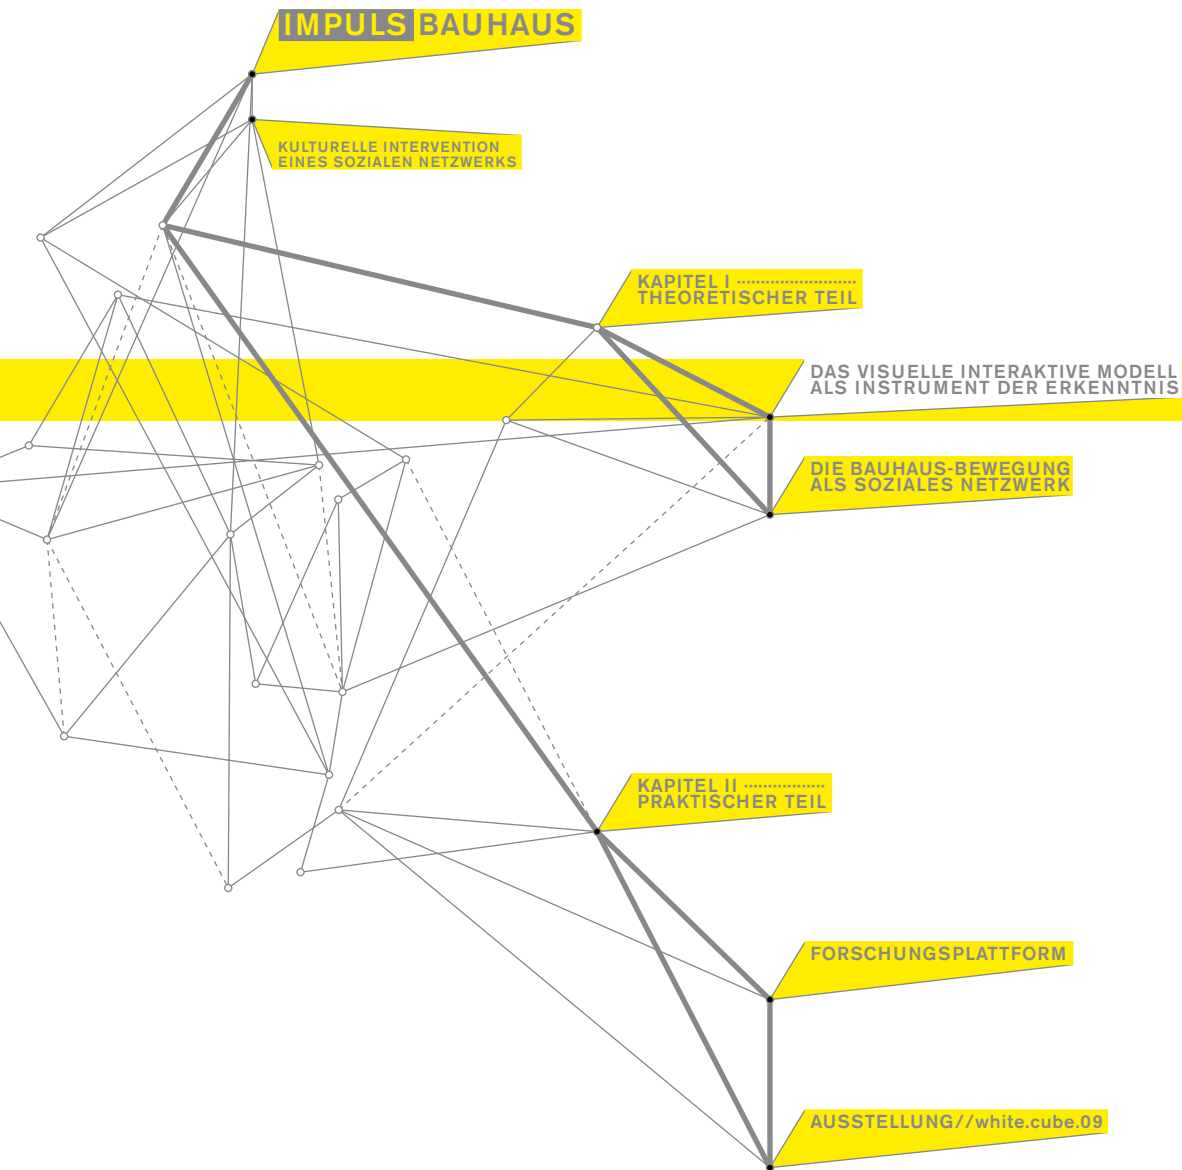 IMPULS BAUHAUS
KULTURELLE INTERVENTION
EINES SOZIALEN NETZWERKS
KAPITEL I
THEORETISCHER TEIL
DAS VISUELLE INTERAKTIVE MODELL
ALS INSTRUMENT DER ERKENNTNIS
DIE BAUHAUS-BEWEGUNG
ALS SOZIALES NETZWERK
KAPITEL II
PRAKTISCHER TEIL
FORSCHUNGSPLATTFORM
AUSSTELLUNG//white.cube.09